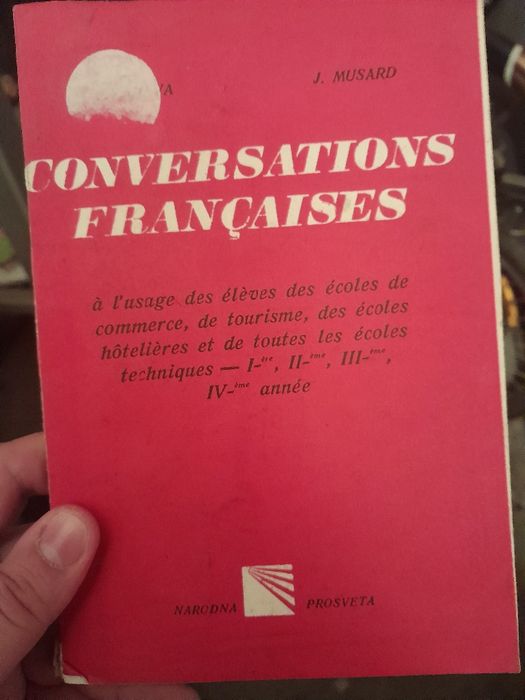 J. MUSARD
CONVERSATIONS
FRANÇAISES
à l'usage des élèves des écoles de
commerce, de tourisme, des écoles
hôtelières et de toutes les écoles
techniques — I-ère, II-ème, III-ème,
IV-ème année
NARODNA PROSVETA